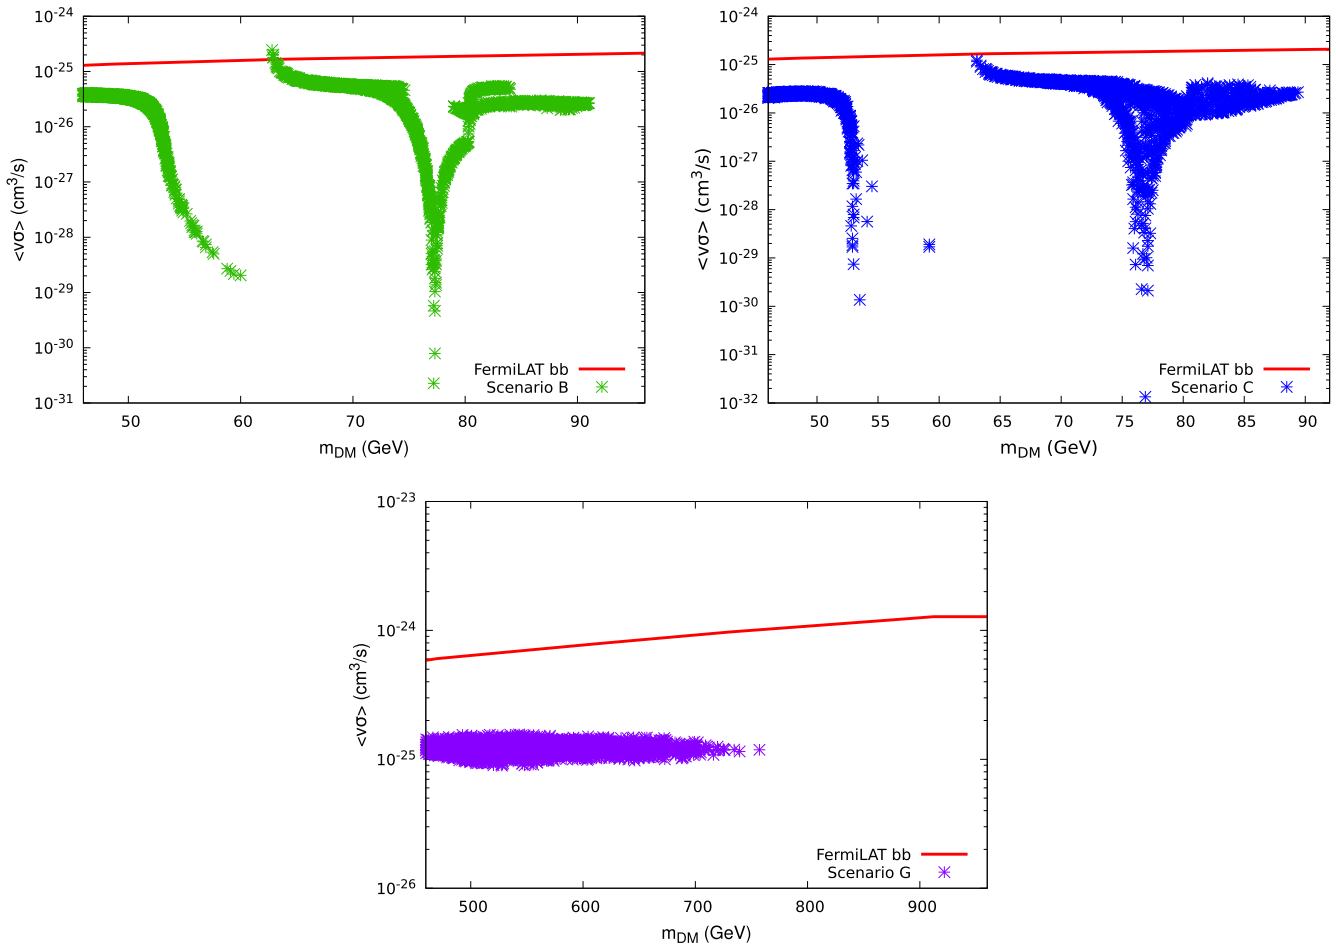 10-24
10-25
10-26
10-27
10-28
10-29
10-30
10-31
<vσ> (cm3/s)
50 60 70 80 90
mDM (GeV)
FermiLAT bb
Scenario B
10-24
10-25
10-26
10-27
10-28
10-29
10-30
10-31
10-32
<vσ> (cm3/s)
50 55 60 65 70 75 80 85 90
mDM (GeV)
FermiLAT bb
Scenario C
10-23
10-24
10-25
10-26
<vσ> (cm3/s)
500 600 700 800 900
mDM (GeV)
FermiLAT bb
Scenario G